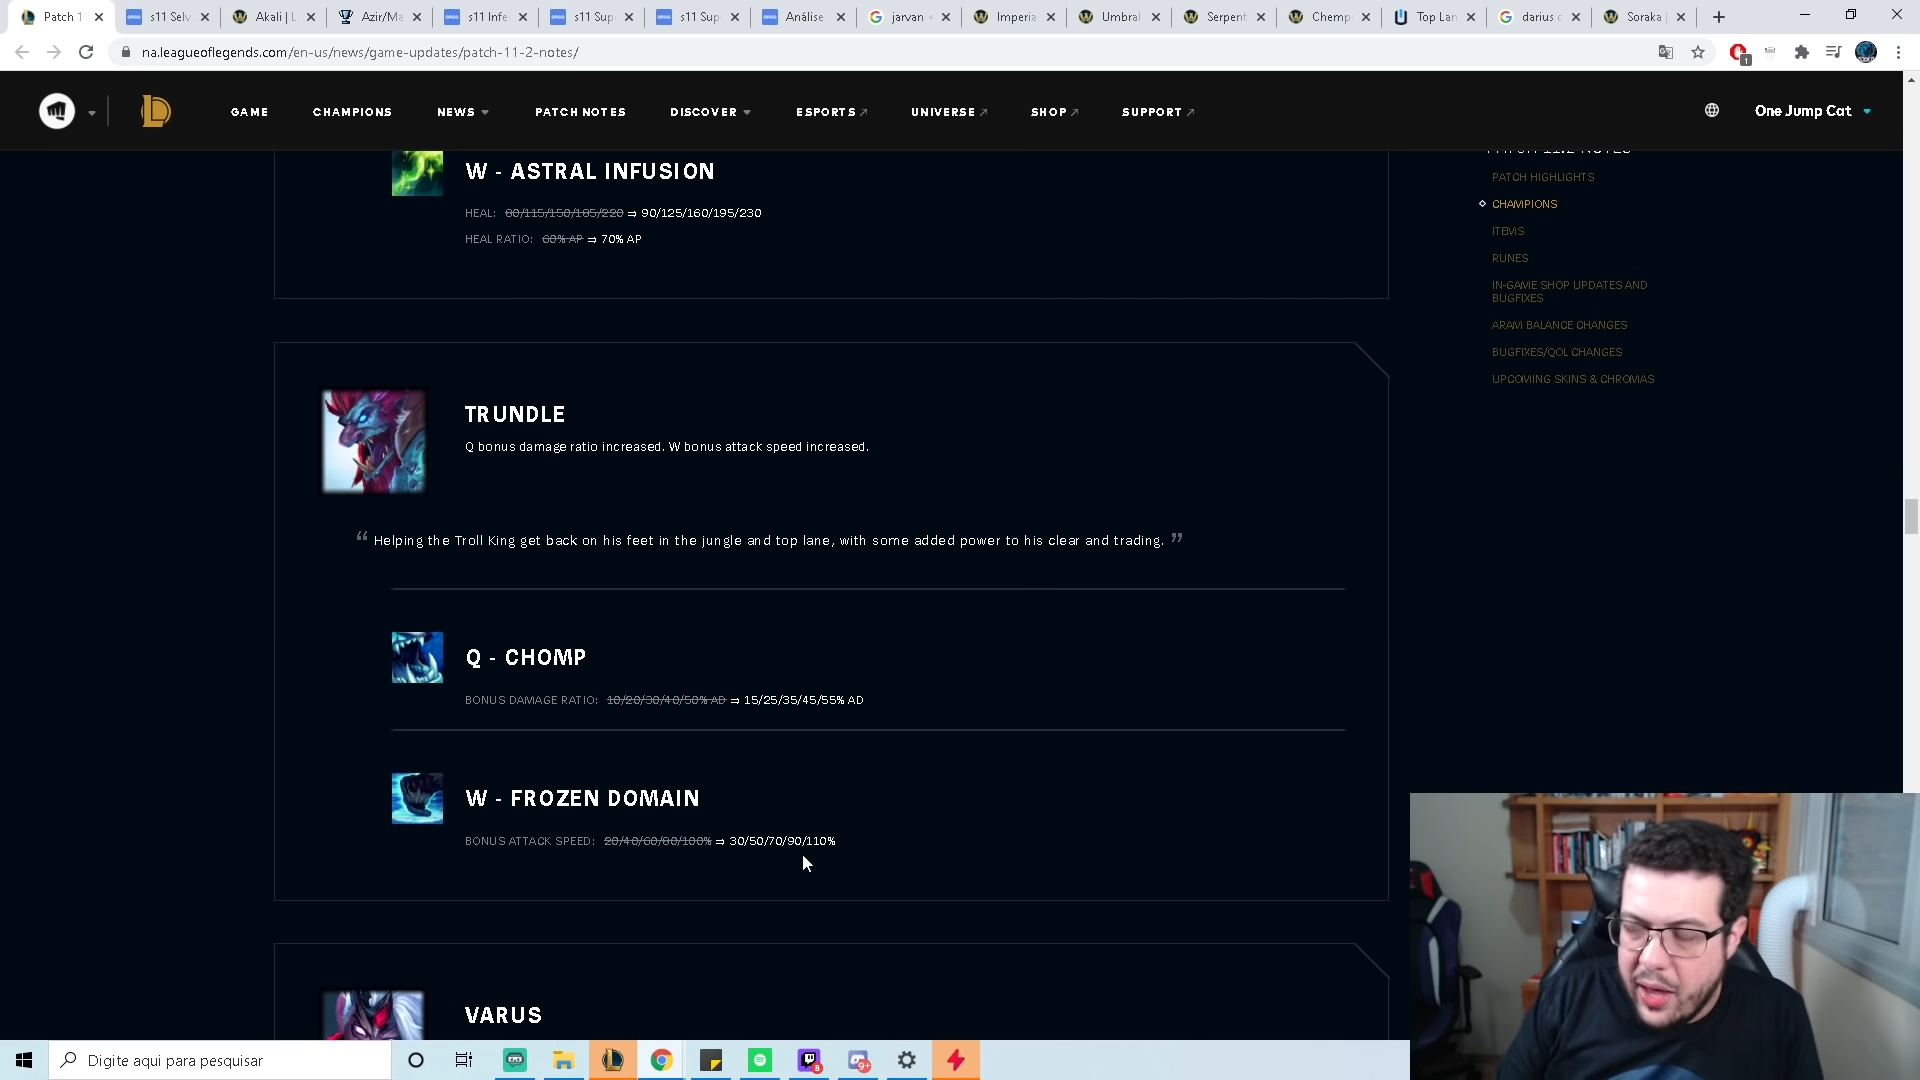 Patch 1
s11 Selv
Akali | L
Azir/Ma
s11 Infe
s11 Sup
s11 Sup
Análise
jarvan
Imperia
Umbral
Serpent
Chemp
Top Lan
darius c
Soraka |
na.leagueoflegends.com/en-us/news/game-updates/patch-11-2-notes/
1
GAME
CHAMPIONS
NEWS
PATCH NOTES
DISCOVER
ESPORTS
UNIVERSE
SHOP
SUPPORT
One Jump Cat
W - ASTRAL INFUSION
HEAL: 80/115/150/185/220 ⇒ 90/125/160/195/230
HEAL RATIO: 60% AP ⇒ 70% AP
PATCH 11.2 NOTES
PATCH HIGHLIGHTS
CHAMPIONS
ITEMS
RUNES
IN-GAME SHOP UPDATES AND
BUGFIXES
ARAM BALANCE CHANGES
BUGFIXES/QOL CHANGES
UPCOMING SKINS & CHROMAS
TRUNDLE
Q bonus damage ratio increased. W bonus attack speed increased.
“ Helping the Troll King get back on his feet in the jungle and top lane, with some added power to his clear and trading. ”
Q - CHOMP
BONUS DAMAGE RATIO: 10/20/30/40/50% AD ⇒ 15/25/35/45/55% AD
W - FROZEN DOMAIN
BONUS ATTACK SPEED: 20/40/60/80/100% ⇒ 30/50/70/90/110%
VARUS
Digite aqui para pesquisar
8
9+